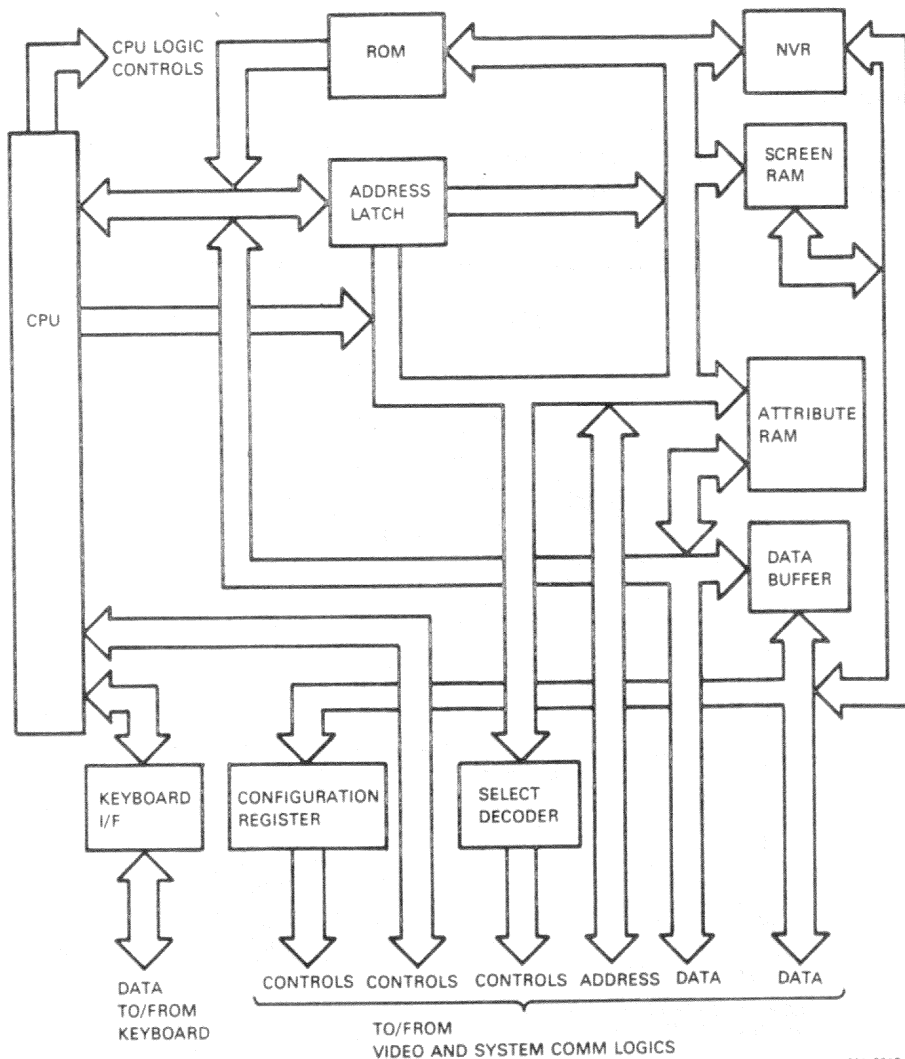 CPU LOGIC
CONTROLS
ROM
NVR
SCREEN
RAM
ADDRESS
LATCH
CPU
ATTRIBUTE
RAM
DATA
BUFFER
KEYBOARD
I/F
CONFIGURATION
REGISTER
SELECT
DECODER
DATA
TO/FROM
KEYBOARD
CONTROLS CONTROLS CONTROLS ADDRESS DATA DATA
TO/FROM
VIDEO AND SYSTEM COMM LOGICS